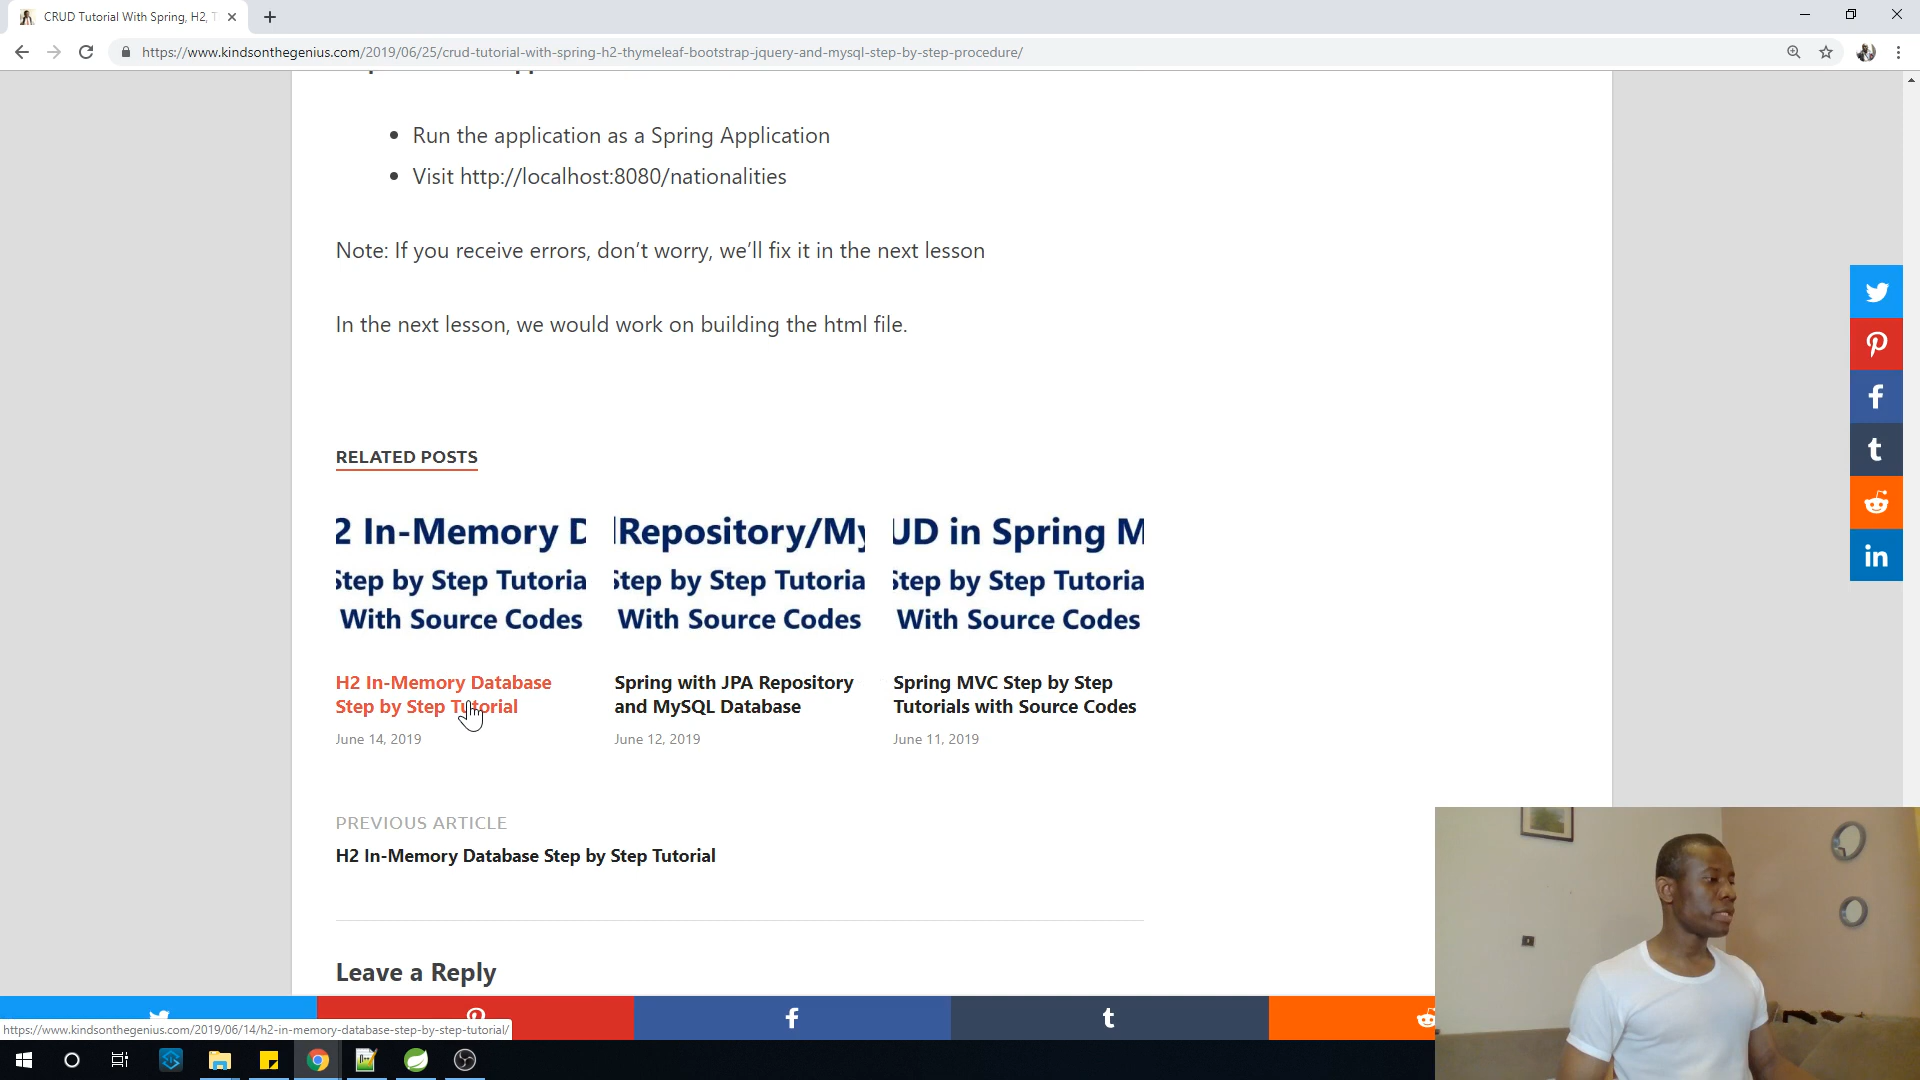 CRUD Tutorial With Spring, H2, T
https://www.kindsonthegenius.com/2019/06/25/crud-tutorial-with-spring-h2-thymeleaf-bootstrap-jquery-and-mysql-step-by-step-procedure/
Run the application as a Spring Application
Visit http://localhost:8080/nationalities
Note: If you receive errors, don’t worry, we’ll fix it in the next lesson
In the next lesson, we would work on building the html file.
RELATED POSTS
2 In-Memory D
Step by Step Tutoria
With Source Codes
Repository/My
Step by Step Tutoria
With Source Codes
UD in Spring M
Step by Step Tutoria
With Source Codes
H2 In-Memory Database
Step by Step Tutorial
June 14, 2019
Spring with JPA Repository
and MySQL Database
June 12, 2019
Spring MVC Step by Step
Tutorials with Source Codes
June 11, 2019
PREVIOUS ARTICLE
H2 In-Memory Database Step by Step Tutorial
Leave a Reply
https://www.kindsonthegenius.com/2019/06/14/h2-in-memory-database-step-by-step-tutorial/